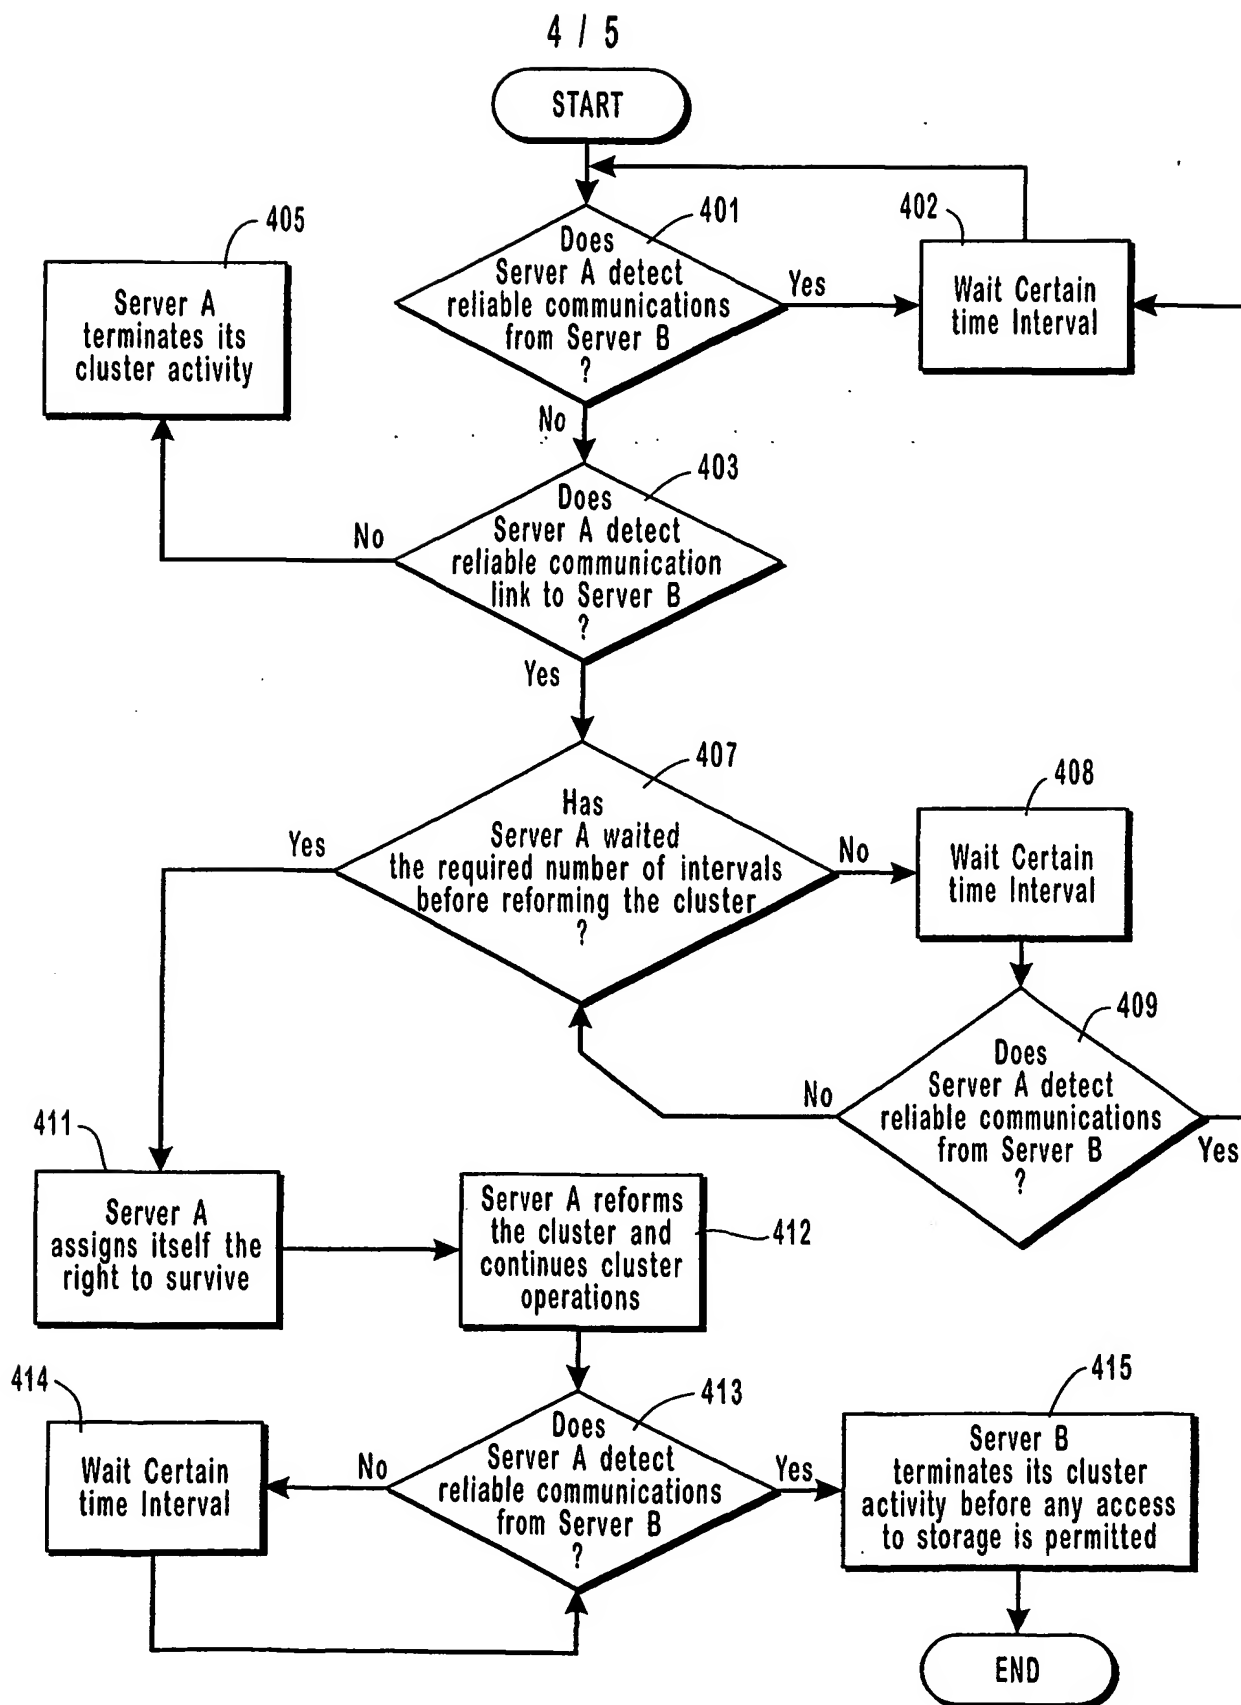 4 / 5
START
401
Does
Server A detect
reliable communications
from Server B
?
Yes
402
Wait Certain
time Interval
405
Server A
terminates its
cluster activity
No
403
Does
Server A detect
reliable communication
link to Server B
?
No
Yes
407
Has
Server A waited
the required number of intervals
before reforming the cluster
?
Yes
No
408
Wait Certain
time Interval
409
Does
Server A detect
reliable communications
from Server B
?
No
Yes
411
Server A
assigns itself the
right to survive
Server A reforms
the cluster and
continues cluster
operations
412
413
Does
Server A detect
reliable communications
from Server B
?
No
Yes
414
Wait Certain
time Interval
415
Server B
terminates its cluster
activity before any access
to storage is permitted
END